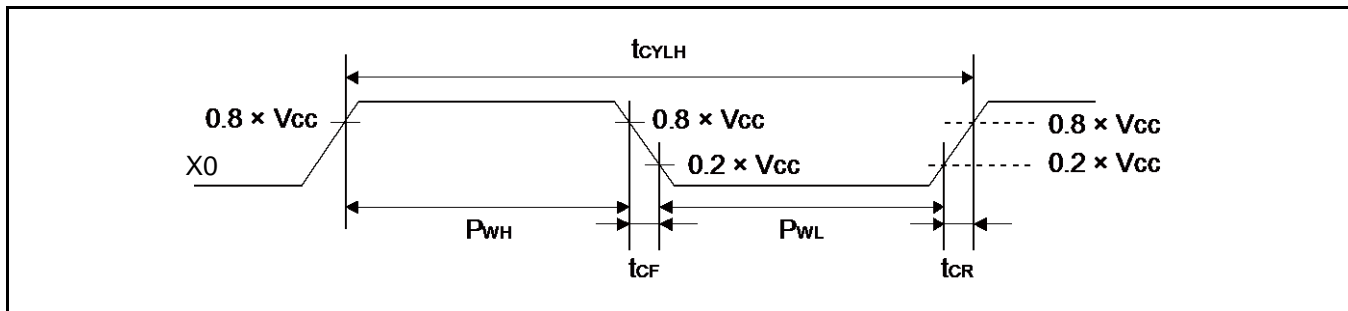 tCYLH
0.8 × Vcc
0.8 × Vcc
0.8 × Vcc
X0
0.2 × Vcc
0.2 × Vcc
PWH
PWL
tCF
tCR